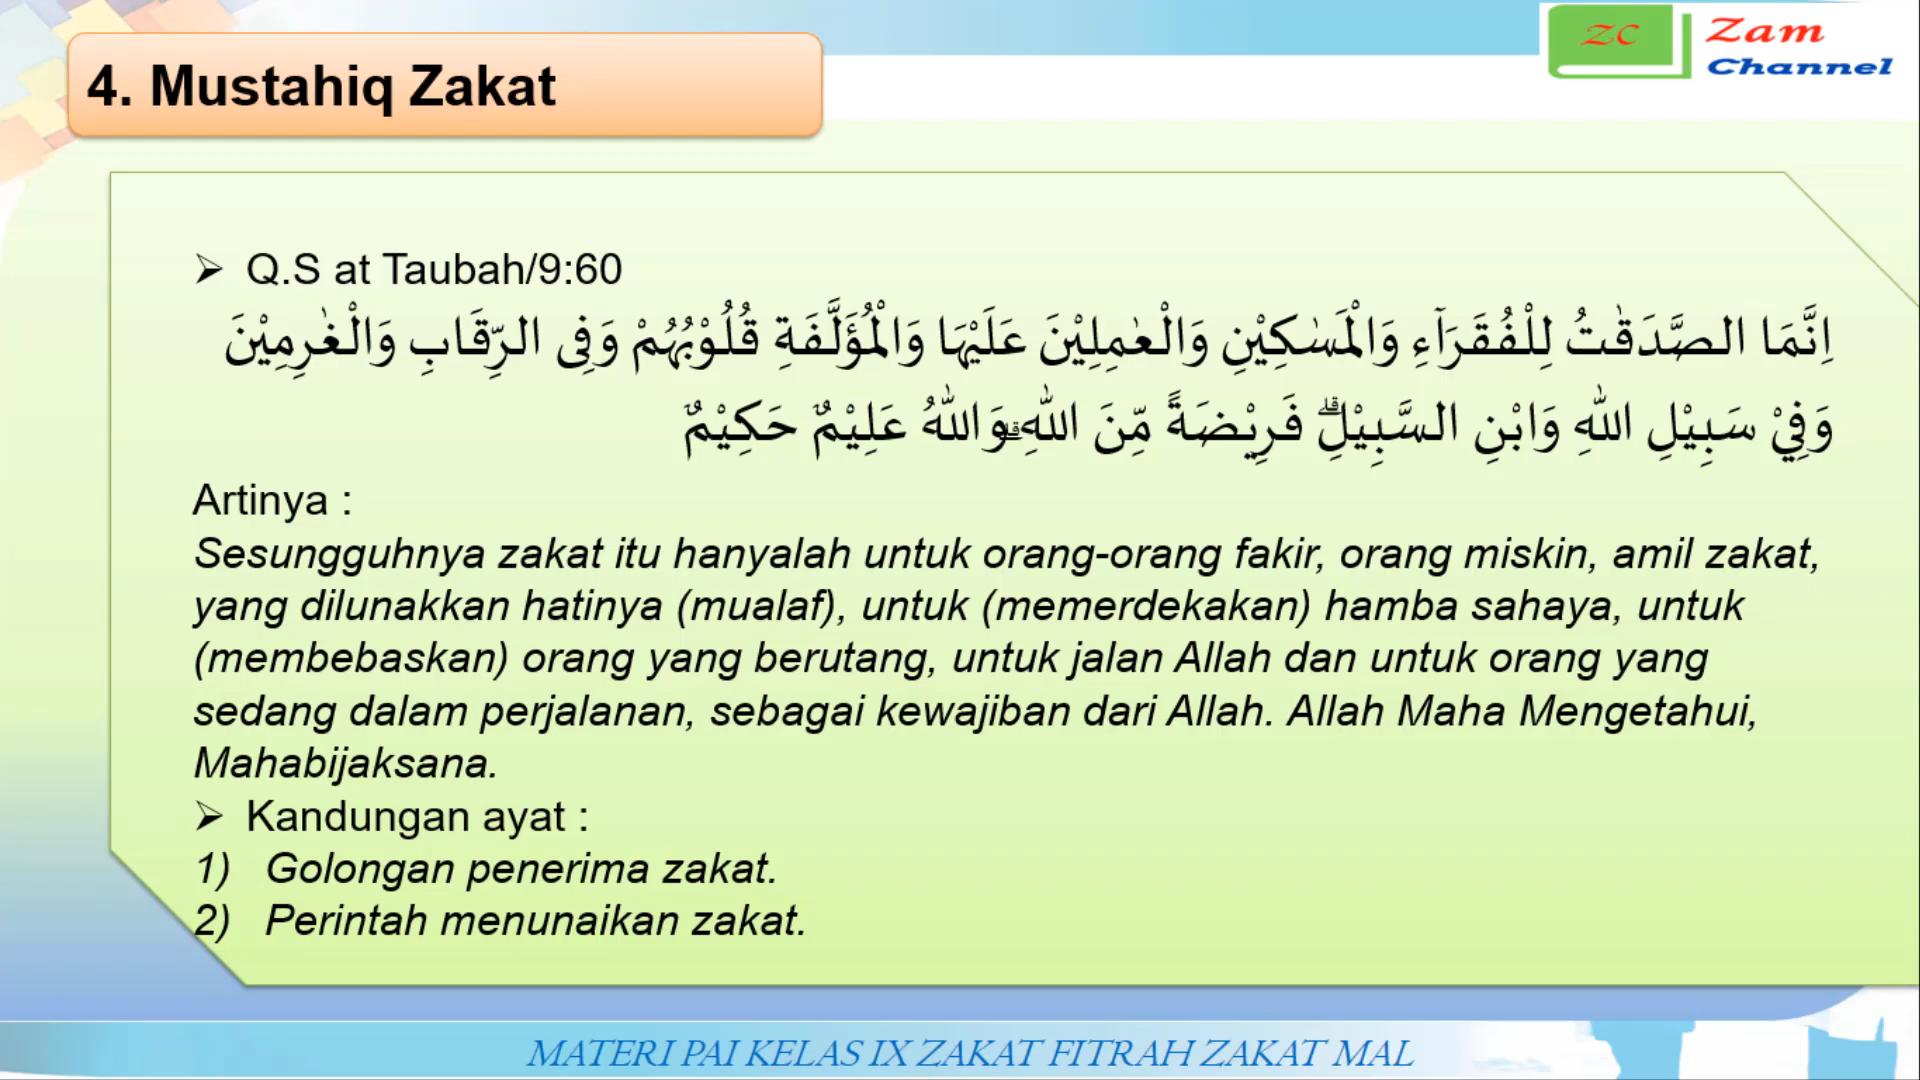 4. Mustahiq Zakat
ZC
Zam
Channel
➢ Q.S at Taubah/9:60
اِنَّمَا الصَّدَقٰتُ لِلْفُقَرَاۤءِ وَالْمَسٰكِيْنِ وَالْعٰمِلِيْنَ عَلَيْهَا وَالْمُؤَلَّفَةِ قُلُوْبُهُمْ وَفِى الرِّقَابِ وَالْغٰرِمِيْنَ
وَفِيْ سَبِيْلِ اللّٰهِ وَابْنِ السَّبِيْلِۗ فَرِيْضَةً مِّنَ اللّٰهِ ۗوَاللّٰهُ عَلِيْمٌ حَكِيْمٌ
Artinya :
Sesungguhnya zakat itu hanyalah untuk orang-orang fakir, orang miskin, amil zakat,
yang dilunakkan hatinya (mualaf), untuk (memerdekakan) hamba sahaya, untuk
(membebaskan) orang yang berutang, untuk jalan Allah dan untuk orang yang
sedang dalam perjalanan, sebagai kewajiban dari Allah. Allah Maha Mengetahui,
Mahabijaksana.
➢ Kandungan ayat :
1) Golongan penerima zakat.
2) Perintah menunaikan zakat.
MATERI PAI KELAS IX ZAKAT FITRAH ZAKAT MAL